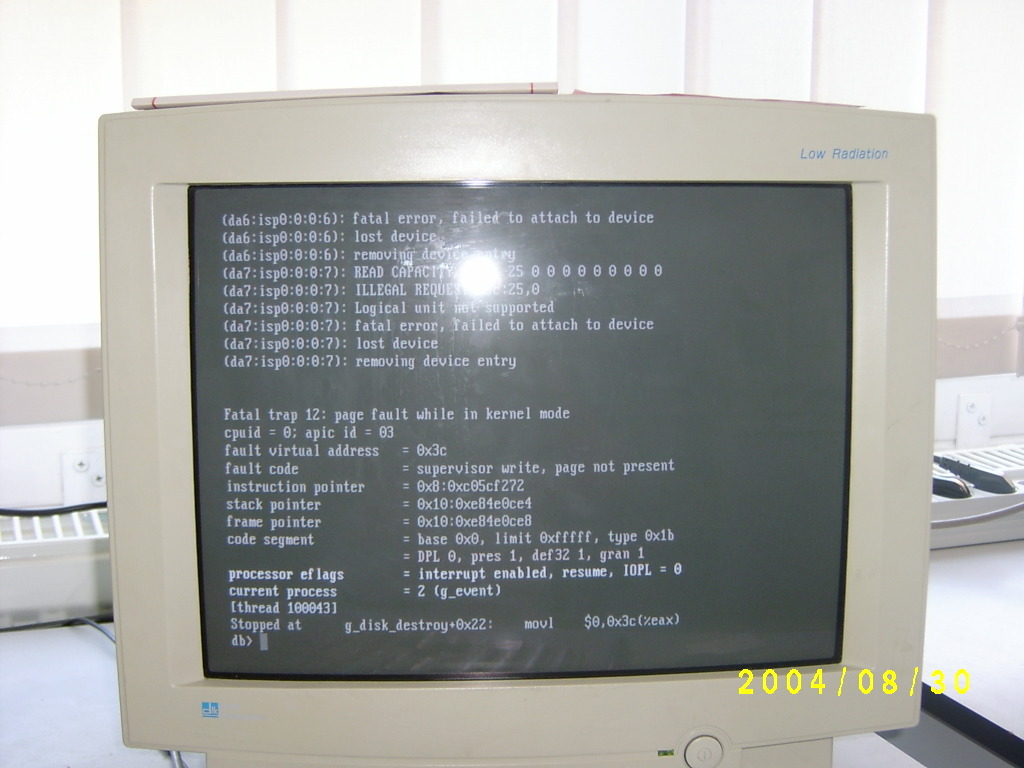 Low Radiation
(da6:isp0:0:0:6): fatal error, failed to attach to device
(da6:isp0:0:0:6): lost device
(da6:isp0:0:0:6): removing device entry
(da7:isp0:0:0:7): READ CAPACITY 25 0 0 0 0 0 0 0 0 0
(da7:isp0:0:0:7): ILLEGAL REQUEST :25,0
(da7:isp0:0:0:7): Logical unit not supported
(da7:isp0:0:0:7): fatal error, failed to attach to device
(da7:isp0:0:0:7): lost device
(da7:isp0:0:0:7): removing device entry
Fatal trap 12: page fault while in kernel mode
cpuid = 0; apic id = 03
fault virtual address = 0x3c
fault code = supervisor write, page not present
instruction pointer = 0x8:0xc05cf272
stack pointer = 0x10:0xe84e0ce4
frame pointer = 0x10:0xe84e0ce8
code segment = base 0x0, limit 0xfffff, type 0x1b
= DPL 0, pres 1, def32 1, gran 1
processor eflags = interrupt enabled, resume, IOPL = 0
current process = 2 (g_event)
[thread 100043]
Stopped at g_disk_destroy+0x22: movl $0,0x3c(%eax)
db>
2004/08/30